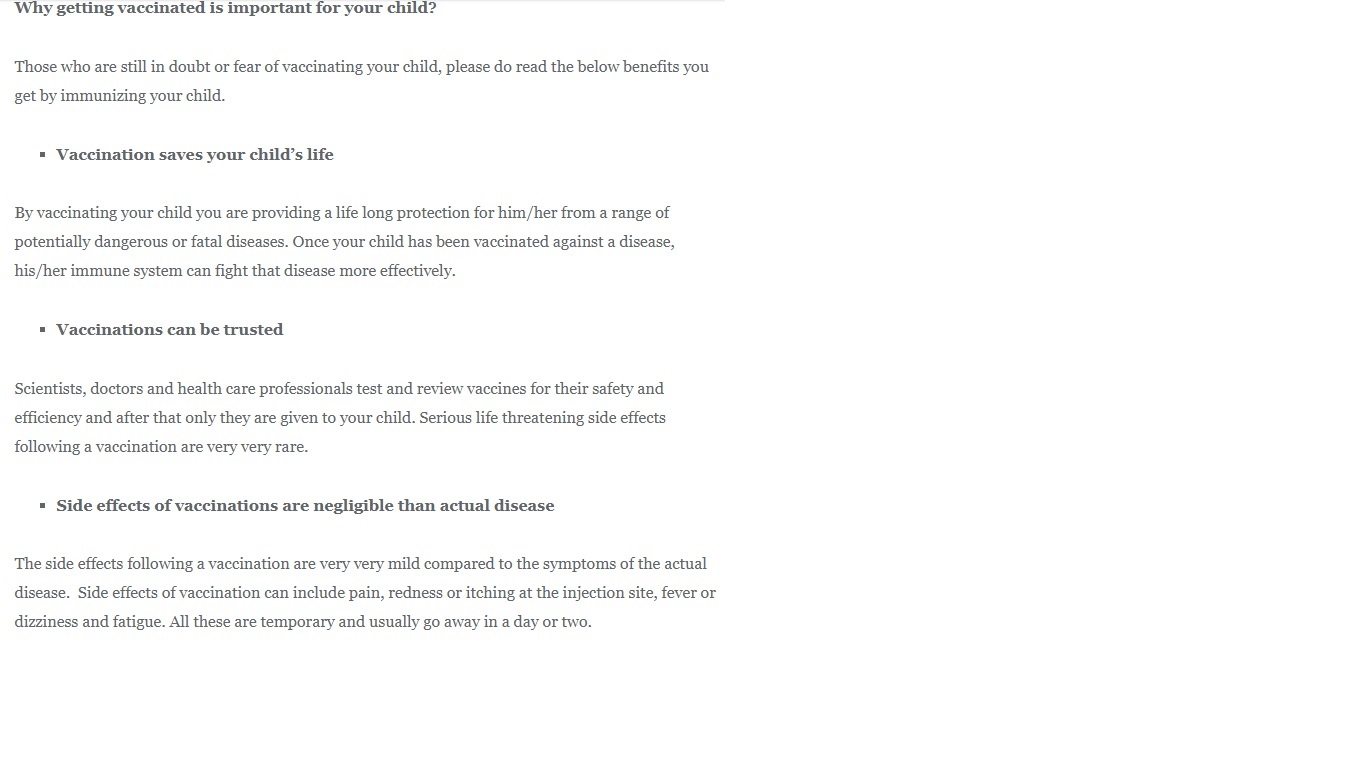 Why getting vaccinated is important for your child?
Those who are still in doubt or fear of vaccinating your child, please do read the below benefits you
get by immunizing your child.
▪ Vaccination saves your child’s life
By vaccinating your child you are providing a life long protection for him/her from a range of
potentially dangerous or fatal diseases. Once your child has been vaccinated against a disease,
his/her immune system can fight that disease more effectively.
▪ Vaccinations can be trusted
Scientists, doctors and health care professionals test and review vaccines for their safety and
efficiency and after that only they are given to your child. Serious life threatening side effects
following a vaccination are very very rare.
▪ Side effects of vaccinations are negligible than actual disease
The side effects following a vaccination are very very mild compared to the symptoms of the actual
disease.  Side effects of vaccination can include pain, redness or itching at the injection site, fever or
dizziness and fatigue. All these are temporary and usually go away in a day or two.